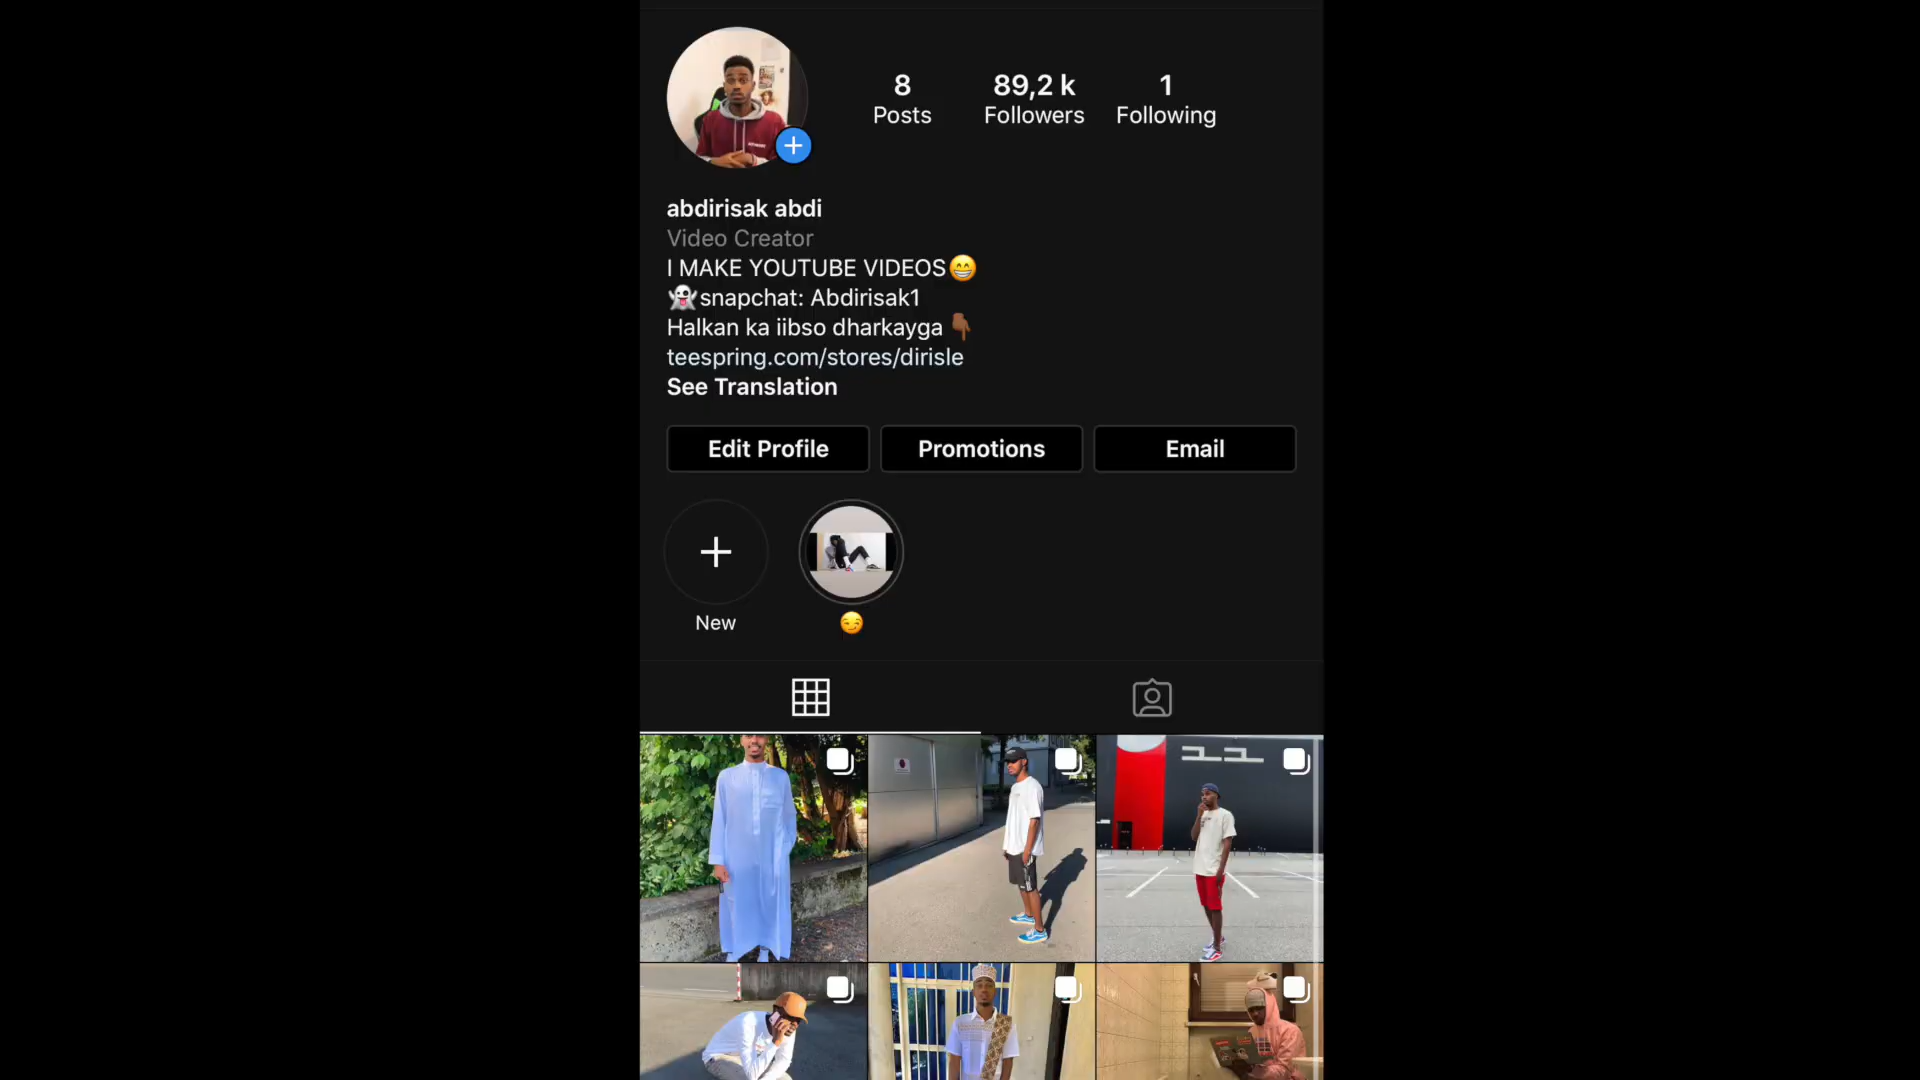 8
Posts
89,2 k
Followers
1
Following
abdirisak abdi
Video Creator
I MAKE YOUTUBE VIDEOS😁
👻snapchat: Abdirisak1
Halkan ka iibso dharkayga 👇🏾
teespring.com/stores/dirisle
See Translation
Edit Profile
Promotions
Email
New
😏